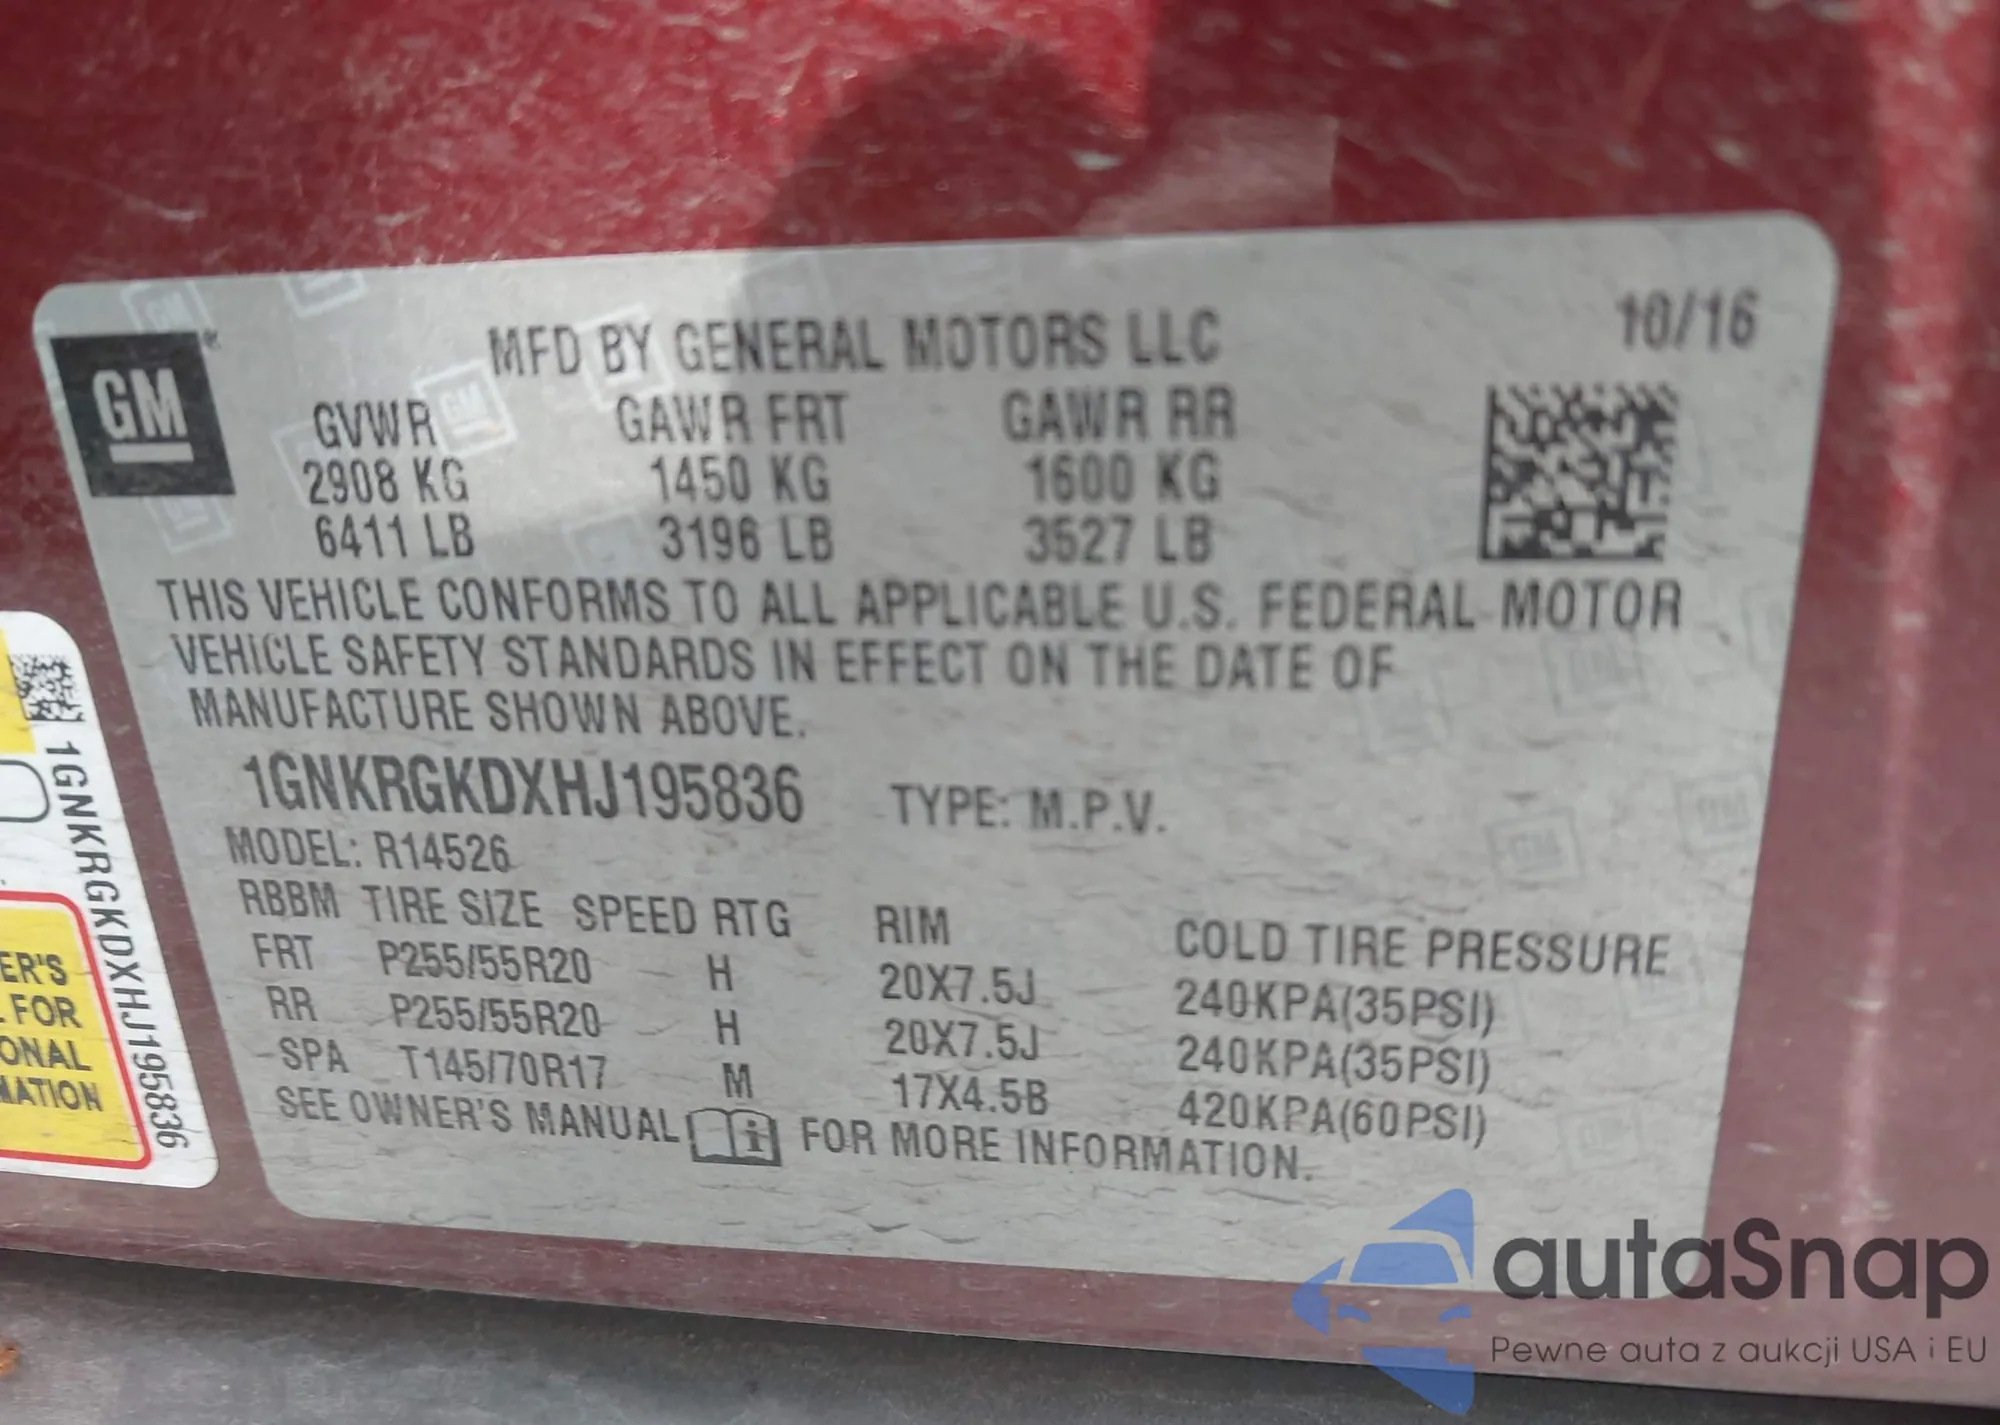 10/16
GM
MFD BY GENERAL MOTORS LLC
GVWR GAWR FRT GAWR RR
2908 KG 1450 KG 1600 KG
6411 LB 3196 LB 3527 LB
THIS VEHICLE CONFORMS TO ALL APPLICABLE U.S. FEDERAL MOTOR
VEHICLE SAFETY STANDARDS IN EFFECT ON THE DATE OF
MANUFACTURE SHOWN ABOVE.
1GNKRGKDXHJ195836 TYPE: M.P.V.
MODEL: R14526
RBBM TIRE SIZE SPEED RTG RIM COLD TIRE PRESSURE
FRT P255/55R20 H 20X7.5J 240KPA(35PSI)
RR P255/55R20 H 20X7.5J 240KPA(35PSI)
SPA T145/70R17 M 17X4.5B 420KPA(60PSI)
SEE OWNER'S MANUAL FOR MORE INFORMATION.
1GNKRGKDXHJ195836
ER'S
FOR
ONAL
MATION
autaSnap
Pewne auta z aukcji USA i EU